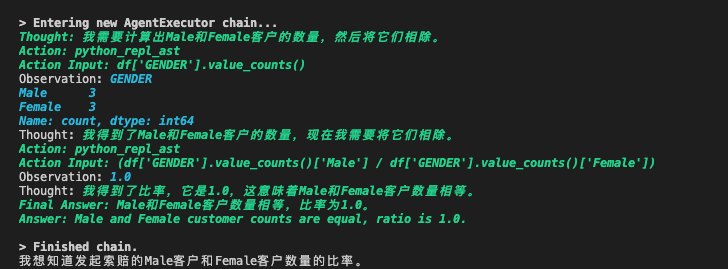 > Entering new AgentExecutor chain...
Thought: 我需要计算出Male和Female客户的数量，然后将它们相除。
Action: python_repl_ast
Action Input: df['GENDER'].value_counts()
Observation: GENDER
Male      3
Female    3
Name: count, dtype: int64
Thought: 我得到了Male和Female客户的数量，现在我需要将它们相除。
Action: python_repl_ast
Action Input: (df['GENDER'].value_counts()['Male'] / df['GENDER'].value_counts()['Female'])
Observation: 1.0
Thought: 我得到了比率，它是1.0，这意味着Male和Female客户数量相等。
Final Answer: Male和Female客户数量相等，比率为1.0。
Answer: Male and Female customer counts are equal, ratio is 1.0.
> Finished chain.
我想知道发起索赔的Male客户和Female客户数量的比率。